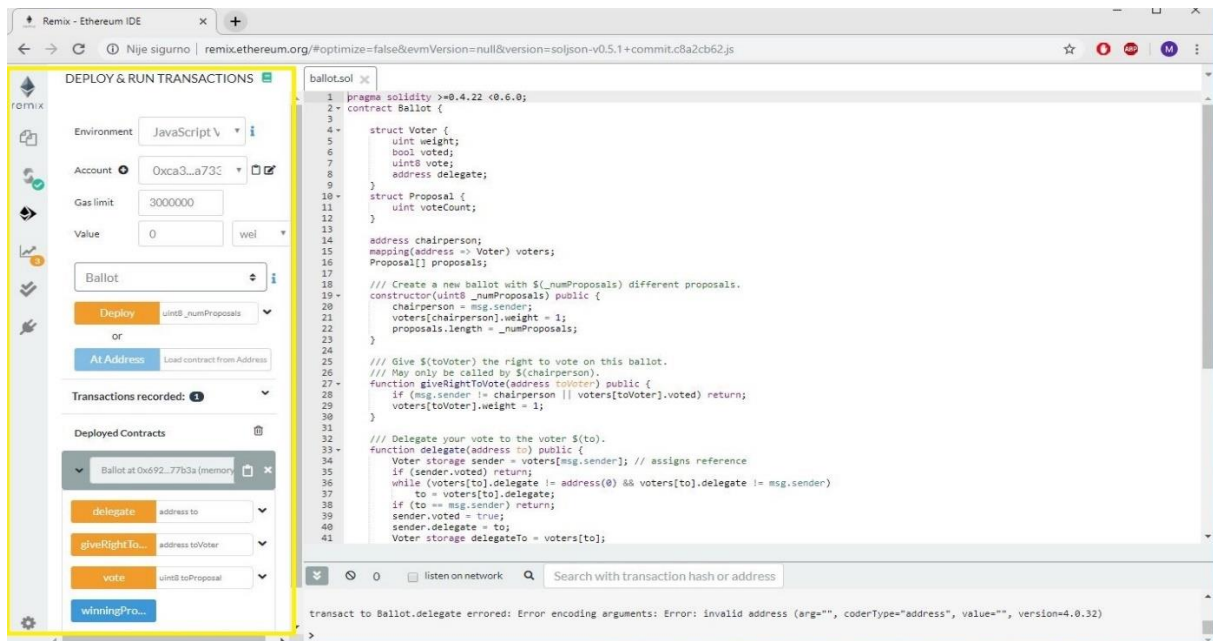 Remix - Ethereum IDE
Nije sigurno | remix.ethereum.org/#optimize=false&evmVersion=null&version=soljson-v0.5.1+commit.c8a2cb62.js
ABP
M
remix
3
DEPLOY & RUN TRANSACTIONS
Environment JavaScript V
Account 0xca3...a733
Gas limit 3000000
Value 0 wei
Ballot
Deploy uint8 _numProposals
or
At Address Load contract from Address
Transactions recorded: 1
Deployed Contracts
Ballot at 0x692...77b3a (memory
delegate address to
giveRightTo... address toVoter
vote uint8 toProposal
winningPro...
ballot.sol
1 pragma solidity >=0.4.22 <0.6.0;
2 contract Ballot {
3
4 struct Voter {
5 uint weight;
6 bool voted;
7 uint8 vote;
8 address delegate;
9 }
10 struct Proposal {
11 uint voteCount;
12 }
13
14 address chairperson;
15 mapping(address => Voter) voters;
16 Proposal[] proposals;
17
18 /// Create a new ballot with $(_numProposals) different proposals.
19 constructor(uint8 _numProposals) public {
20 chairperson = msg.sender;
21 voters[chairperson].weight = 1;
22 proposals.length = _numProposals;
23 }
24
25 /// Give $(toVoter) the right to vote on this ballot.
26 /// May only be called by $(chairperson).
27 function giveRightToVote(address toVoter) public {
28 if (msg.sender != chairperson || voters[toVoter].voted) return;
29 voters[toVoter].weight = 1;
30 }
31
32 /// Delegate your vote to the voter $(to).
33 function delegate(address to) public {
34 Voter storage sender = voters[msg.sender]; // assigns reference
35 if (sender.voted) return;
36 while (voters[to].delegate != address(0) && voters[to].delegate != msg.sender)
37 to = voters[to].delegate;
38 if (to == msg.sender) return;
39 sender.voted = true;
40 sender.delegate = to;
41 Voter storage delegateTo = voters[to];
0 listen on network Search with transaction hash or address
transact to Ballot.delegate errored: Error encoding arguments: Error: invalid address (arg="", coderType="address", value="", version=4.0.32)
>